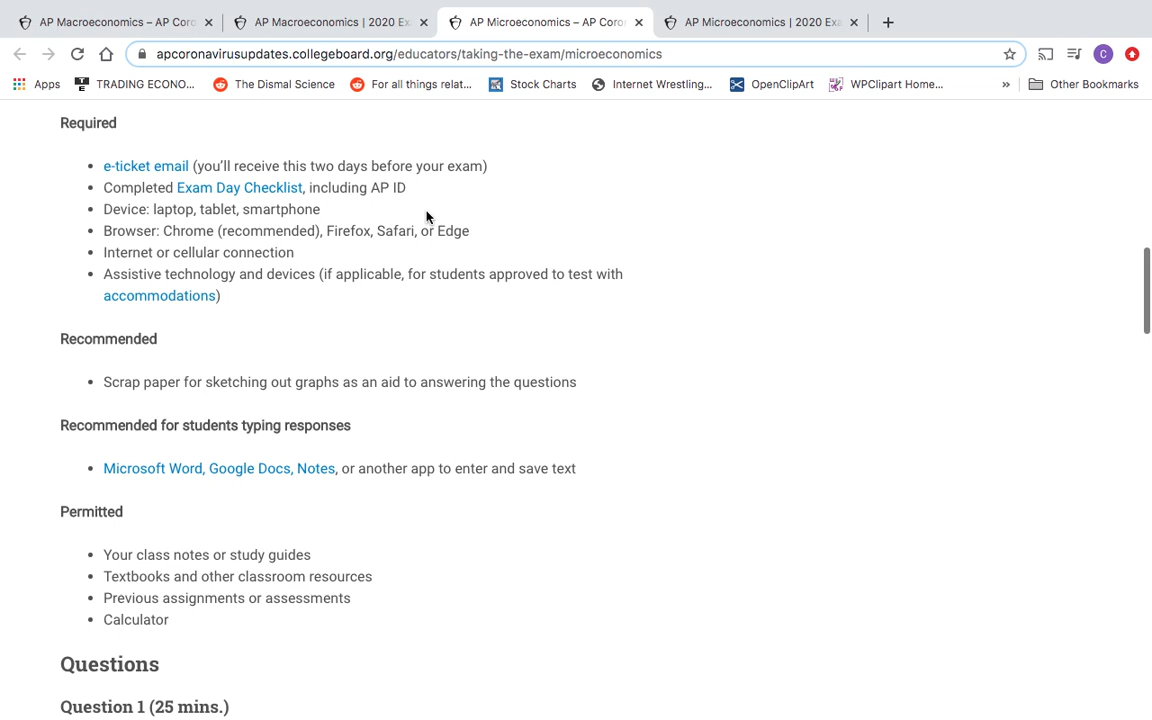 AP Macroeconomics – AP Coro
AP Macroeconomics | 2020 Ex
AP Microeconomics – AP Coro
AP Microeconomics | 2020 Exa
apcoronavirusupdates.collegeboard.org/educators/taking-the-exam/microeconomics
C
Apps
TRADING ECONO...
The Dismal Science
For all things relat...
Stock Charts
Internet Wrestling...
OpenClipArt
WPClipart Home...
»
Other Bookmarks
Required
• e-ticket email (you’ll receive this two days before your exam)
• Completed Exam Day Checklist, including AP ID
• Device: laptop, tablet, smartphone
• Browser: Chrome (recommended), Firefox, Safari, or Edge
• Internet or cellular connection
• Assistive technology and devices (if applicable, for students approved to test with
accommodations)
Recommended
• Scrap paper for sketching out graphs as an aid to answering the questions
Recommended for students typing responses
• Microsoft Word, Google Docs, Notes, or another app to enter and save text
Permitted
• Your class notes or study guides
• Textbooks and other classroom resources
• Previous assignments or assessments
• Calculator
Questions
Question 1 (25 mins.)